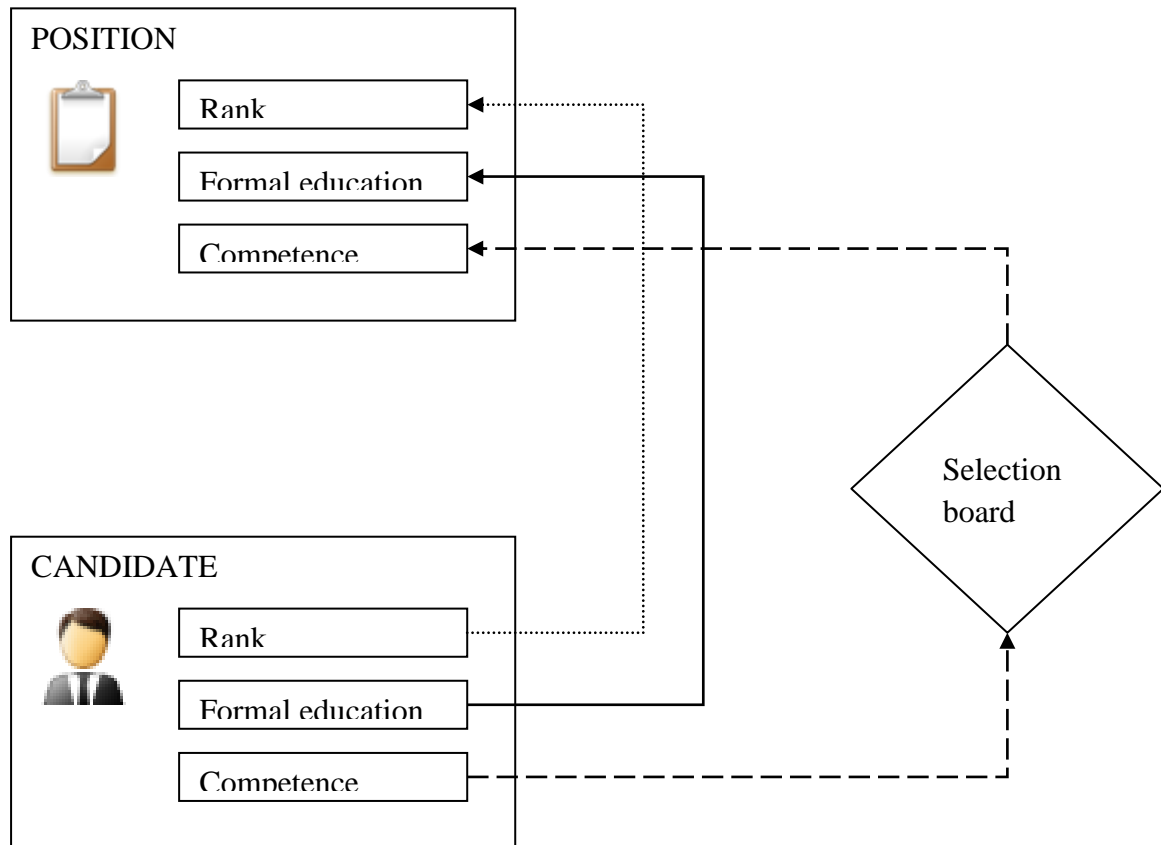 POSITION
Rank
Formal education
Competence
Selection
board
CANDIDATE
Rank
Formal education
Competence